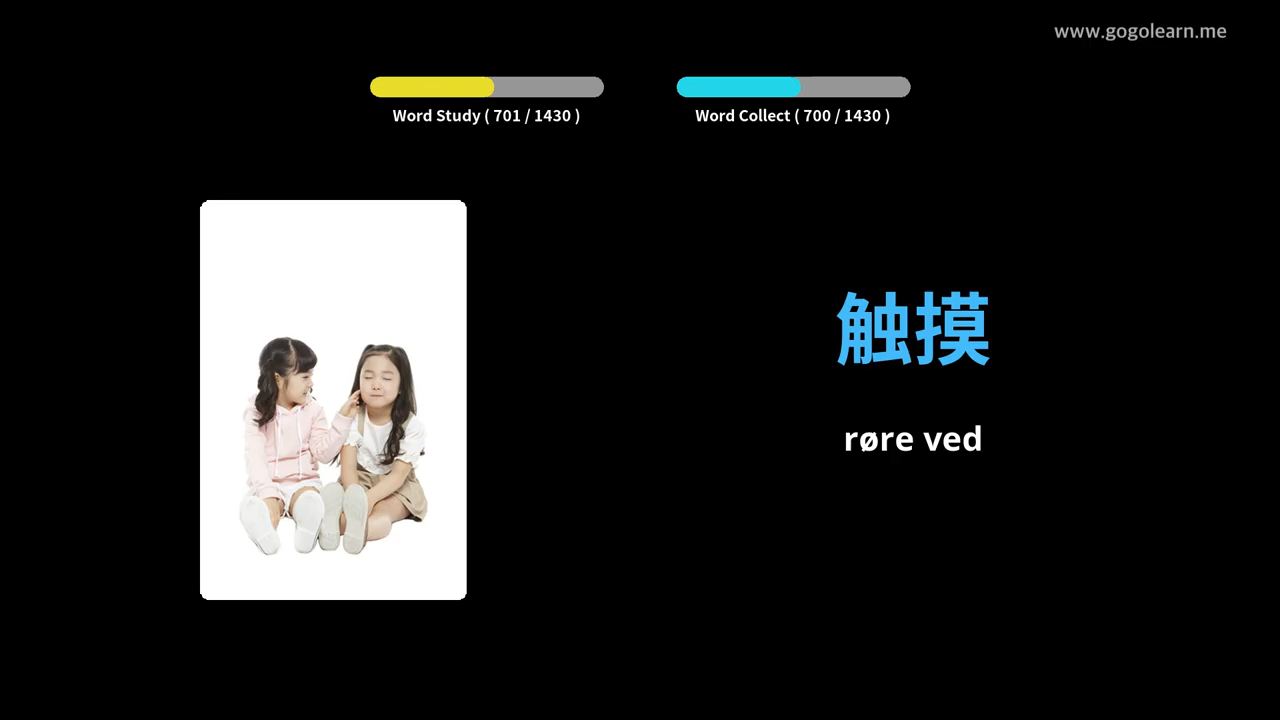 www.gogolearn.me
Word Study ( 701 / 1430 )
Word Collect ( 700 / 1430 )
触摸
røre ved